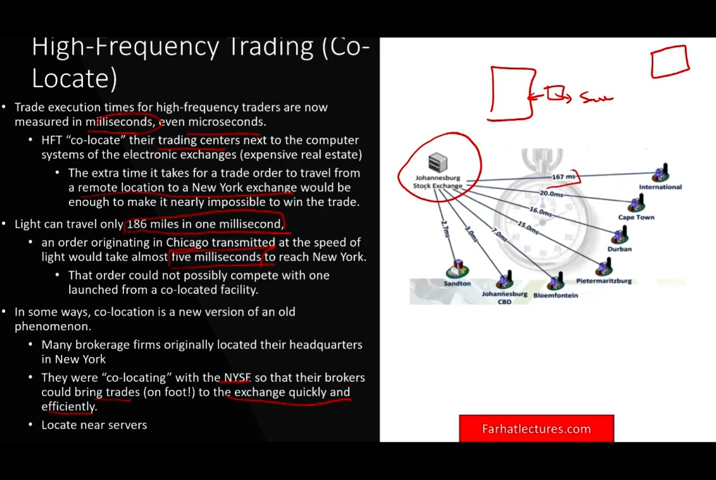 High-Frequency Trading (Co-
Locate)
Trade execution times for high-frequency traders are now
measured in milliseconds, even microseconds.
HFT "co-locate" their trading centers next to the computer
systems of the electronic exchanges (expensive real estate)
The extra time it takes for a trade order to travel from
a remote location to a New York exchange would be
enough to make it nearly impossible to win the trade.
Light can travel only 186 miles in one millisecond,
an order originating in Chicago transmitted at the speed of
light would take almost five milliseconds to reach New York.
That order could not possibly compete with one
launched from a co-located facility.
In some ways, co-location is a new version of an old
phenomenon.
Many brokerage firms originally located their headquarters
in New York
They were "co-locating" with the NYSE so that their brokers
could bring trades (on foot!) to the exchange quickly and
efficiently.
Locate near servers
Johannesburg
Stock Exchange
167 ms
20.0ms
16.0ms
15.0ms
7.0ms
3.0ms
2.7ms
International
Cape Town
Durban
Pietermaritzburg
Bloemfontein
Johannesburg
CBD
Sandton
Farhatlectures.com